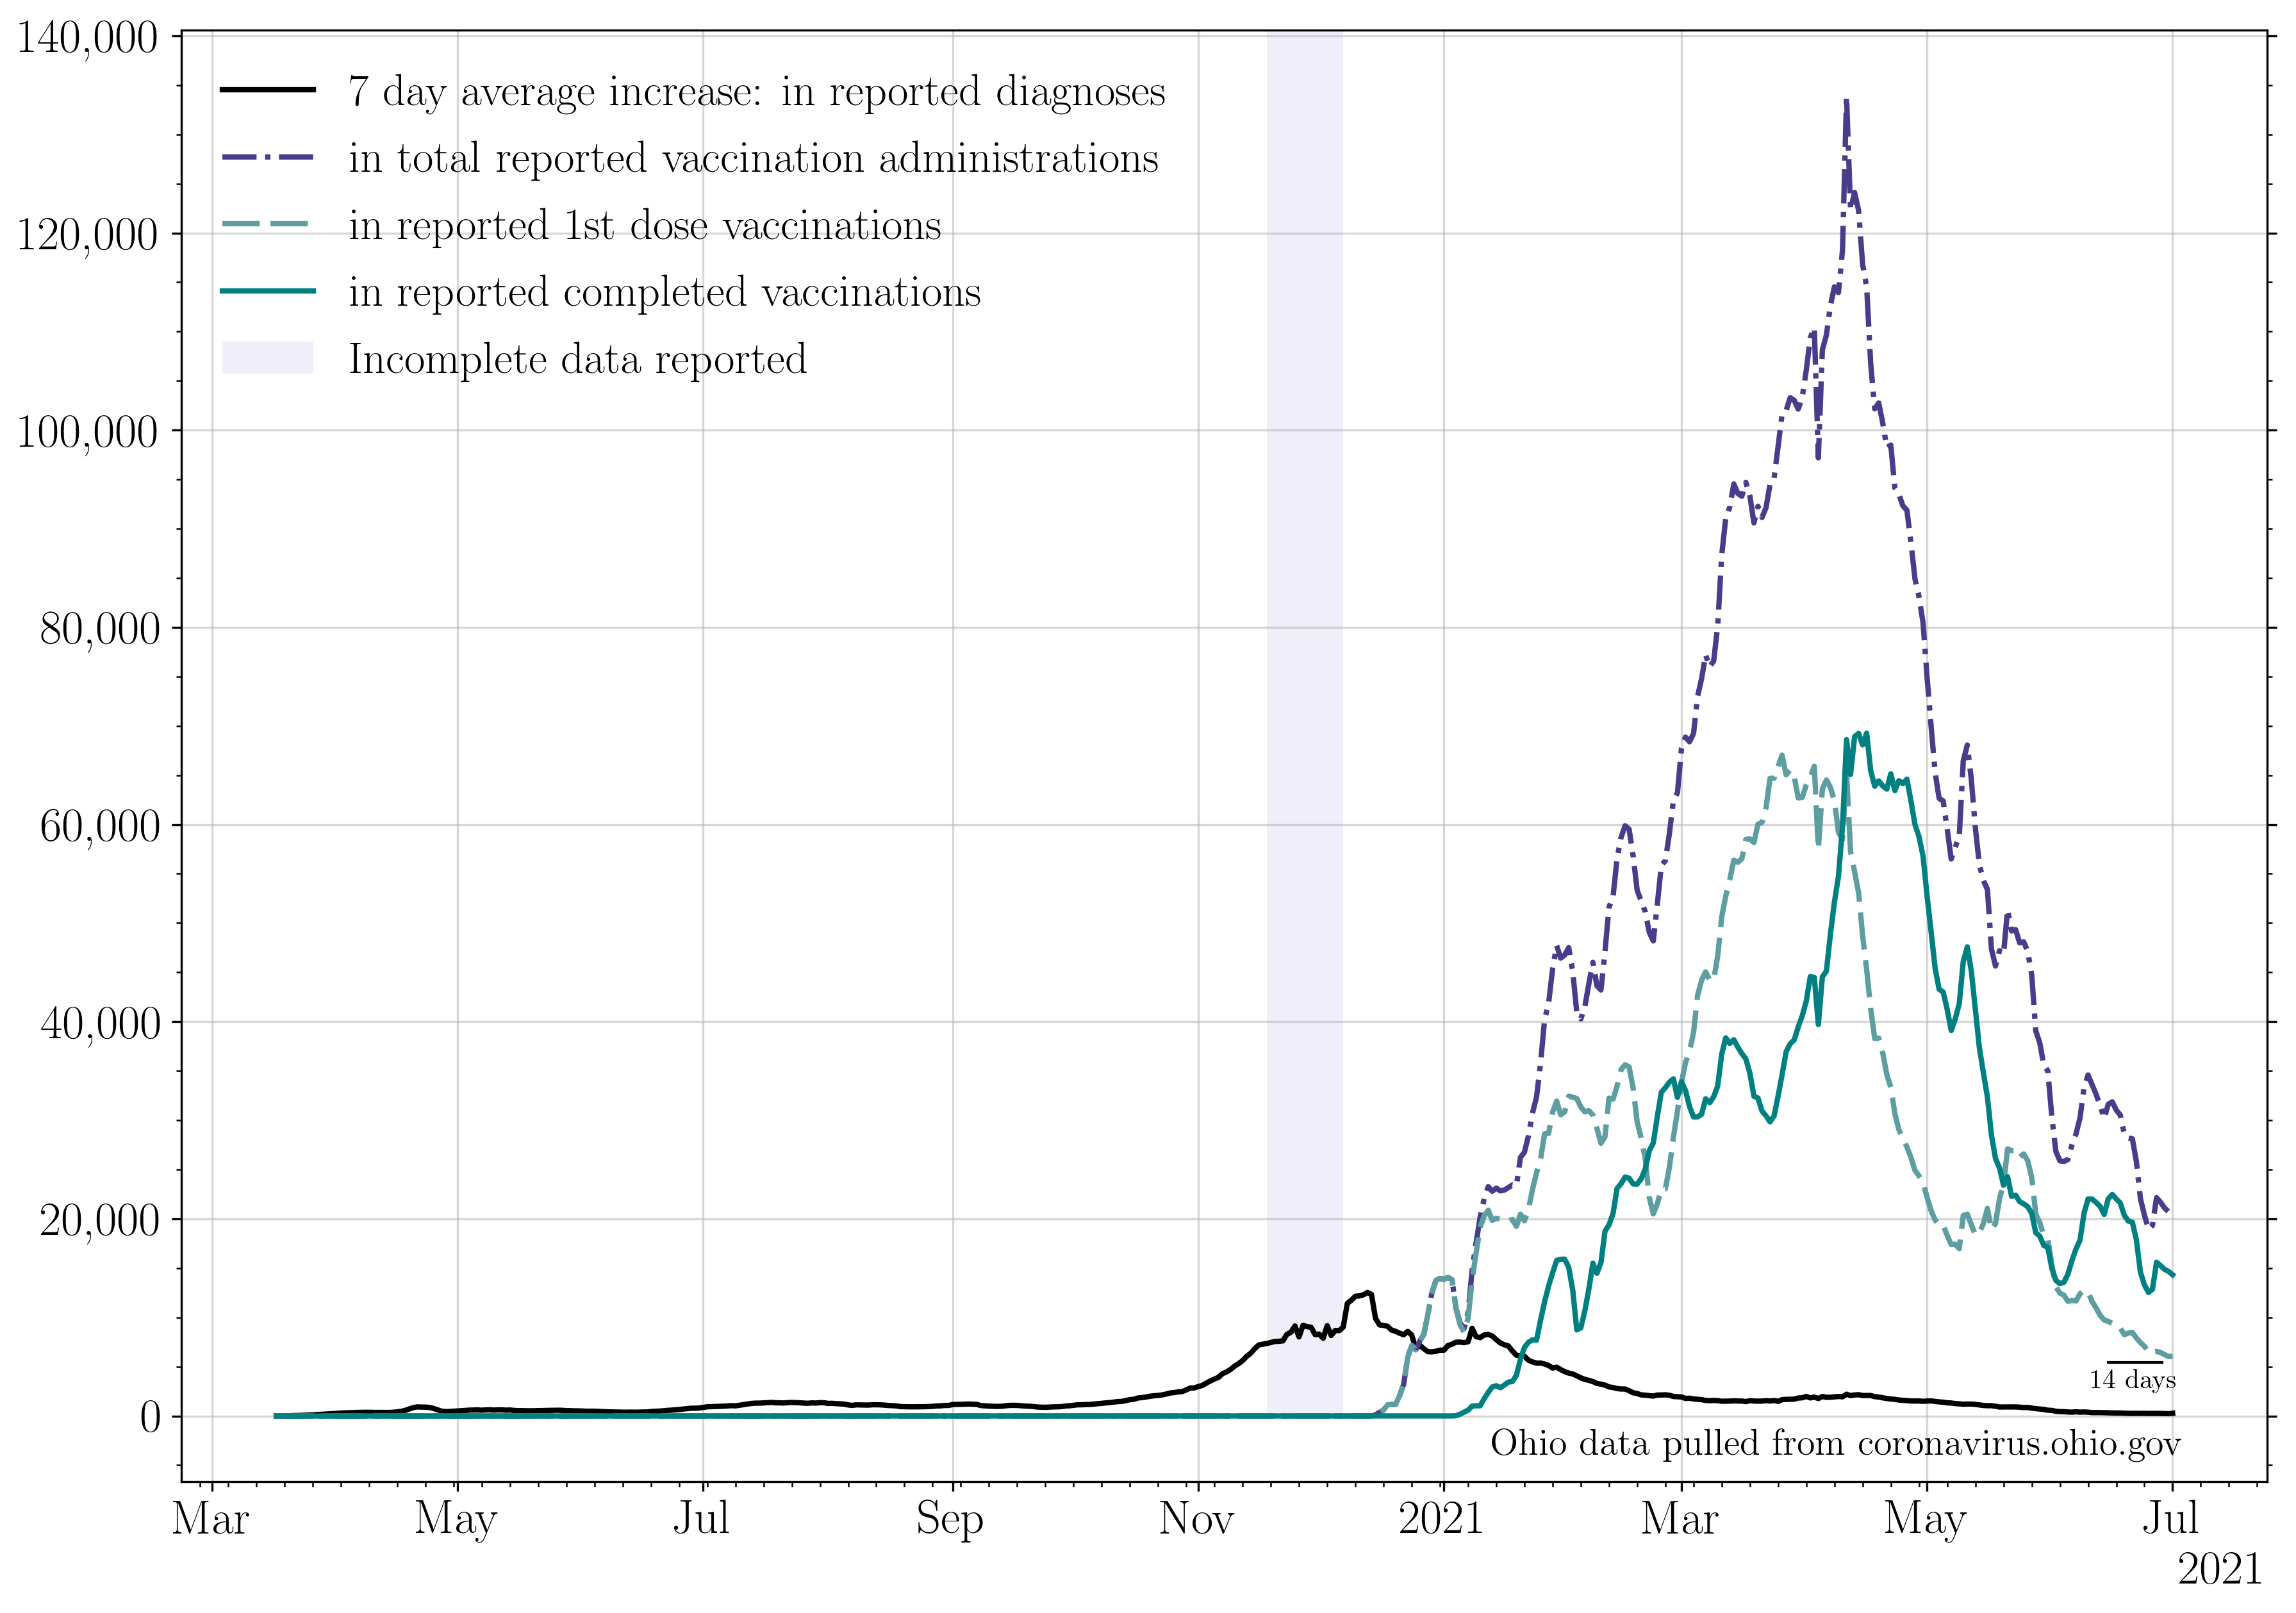 140,000
120,000
100,000
80,000
60,000
40,000
20,000
0
7 day average increase: in reported diagnoses
in total reported vaccination administrations
in reported 1st dose vaccinations
in reported completed vaccinations
Incomplete data reported
14 days
Ohio data pulled from coronavirus.ohio.gov
Mar May Jul Sep Nov 2021 Mar May Jul
2021